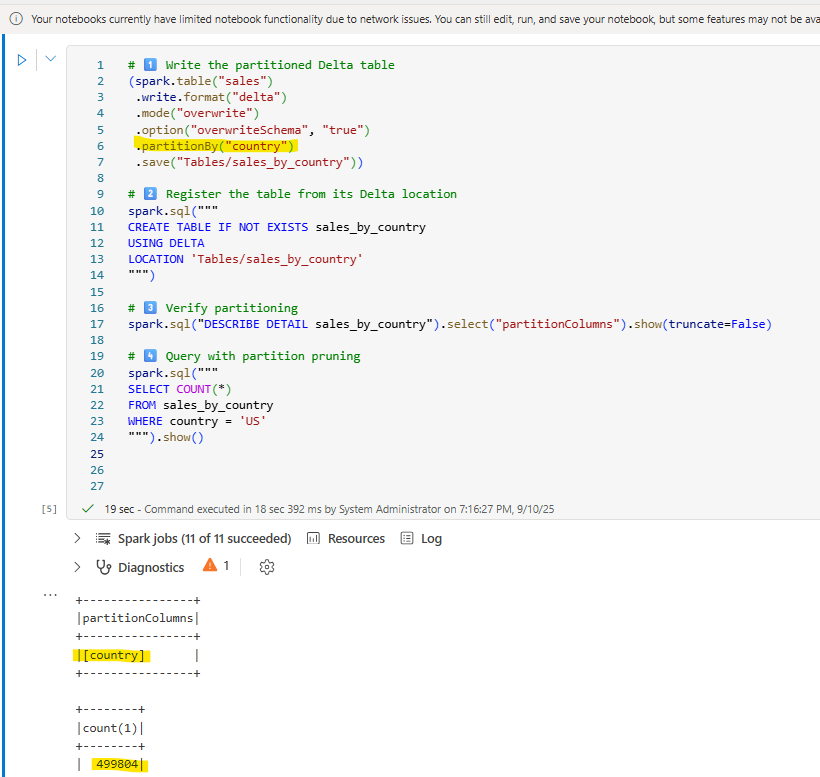 Your notebooks currently have limited notebook functionality due to network issues. You can still edit, run, and save your notebook, but some features may not be
1 # 1️⃣ Write the partitioned Delta table
2 (spark.table("sales")
3 .write.format("delta")
4 .mode("overwrite")
5 .option("overwriteSchema", "true")
6 .partitionBy("country")
7 .save("Tables/sales_by_country"))
8
9 # 2️⃣ Register the table from its Delta location
10 spark.sql("""
11 CREATE TABLE IF NOT EXISTS sales_by_country
12 USING DELTA
13 LOCATION 'Tables/sales_by_country'
14 """)
15
16 # 3️⃣ Verify partitioning
17 spark.sql("DESCRIBE DETAIL sales_by_country").select("partitionColumns").show(truncate=False)
18
19 # 4️⃣ Query with partition pruning
20 spark.sql("""
21 SELECT COUNT(*)
22 FROM sales_by_country
23 WHERE country = 'US'
24 """).show()
25
26
27
[5] 19 sec - Command executed in 18 sec 392 ms by System Administrator on 7:16:27 PM, 9/10/25
Spark jobs (11 of 11 succeeded) Resources Log
Diagnostics 1
+----------------+
|partitionColumns|
+----------------+
|[country]       |
+----------------+
+--------+
|count(1)|
+--------+
|  499804|